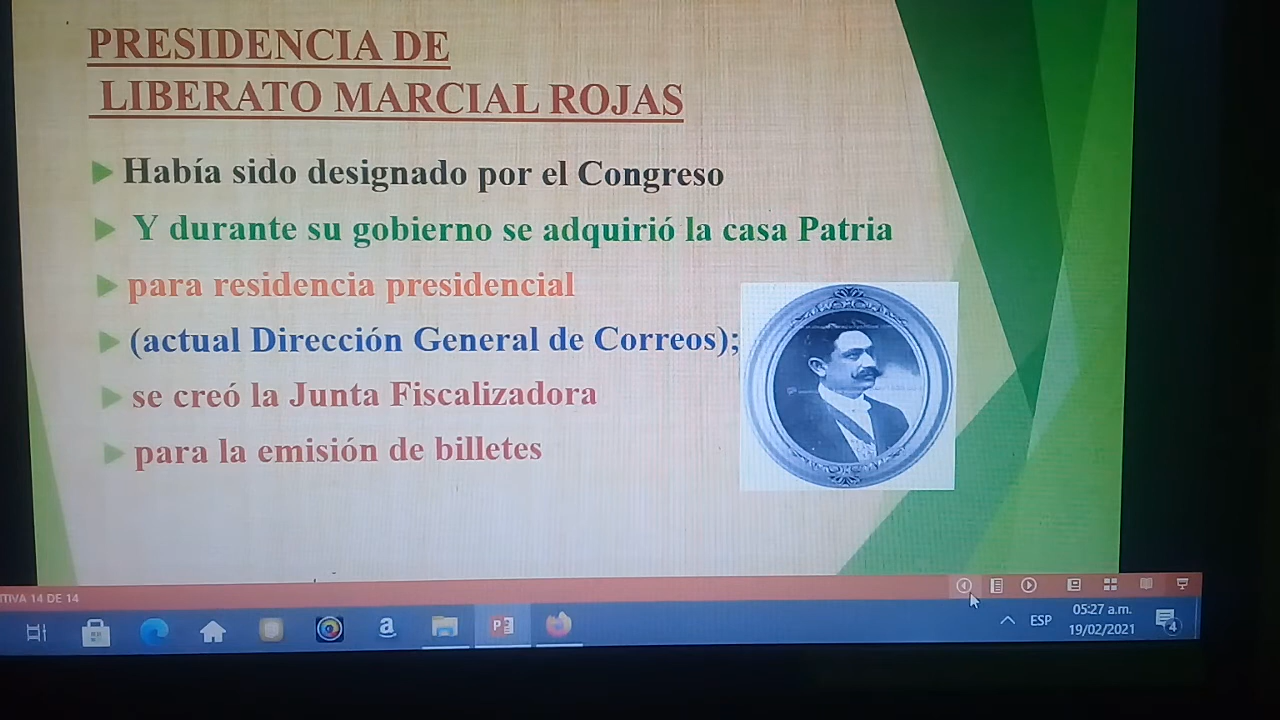 PRESIDENCIA DE
LIBERATO MARCIAL ROJAS
Había sido designado por el Congreso
Y durante su gobierno se adquirió la casa Patria
para residencia presidencial
(actual Dirección General de Correos);
se creó la Junta Fiscalizadora
para la emisión de billetes
TIVA 14 DE 14
ESP
05:27 a.m.
19/02/2021
4